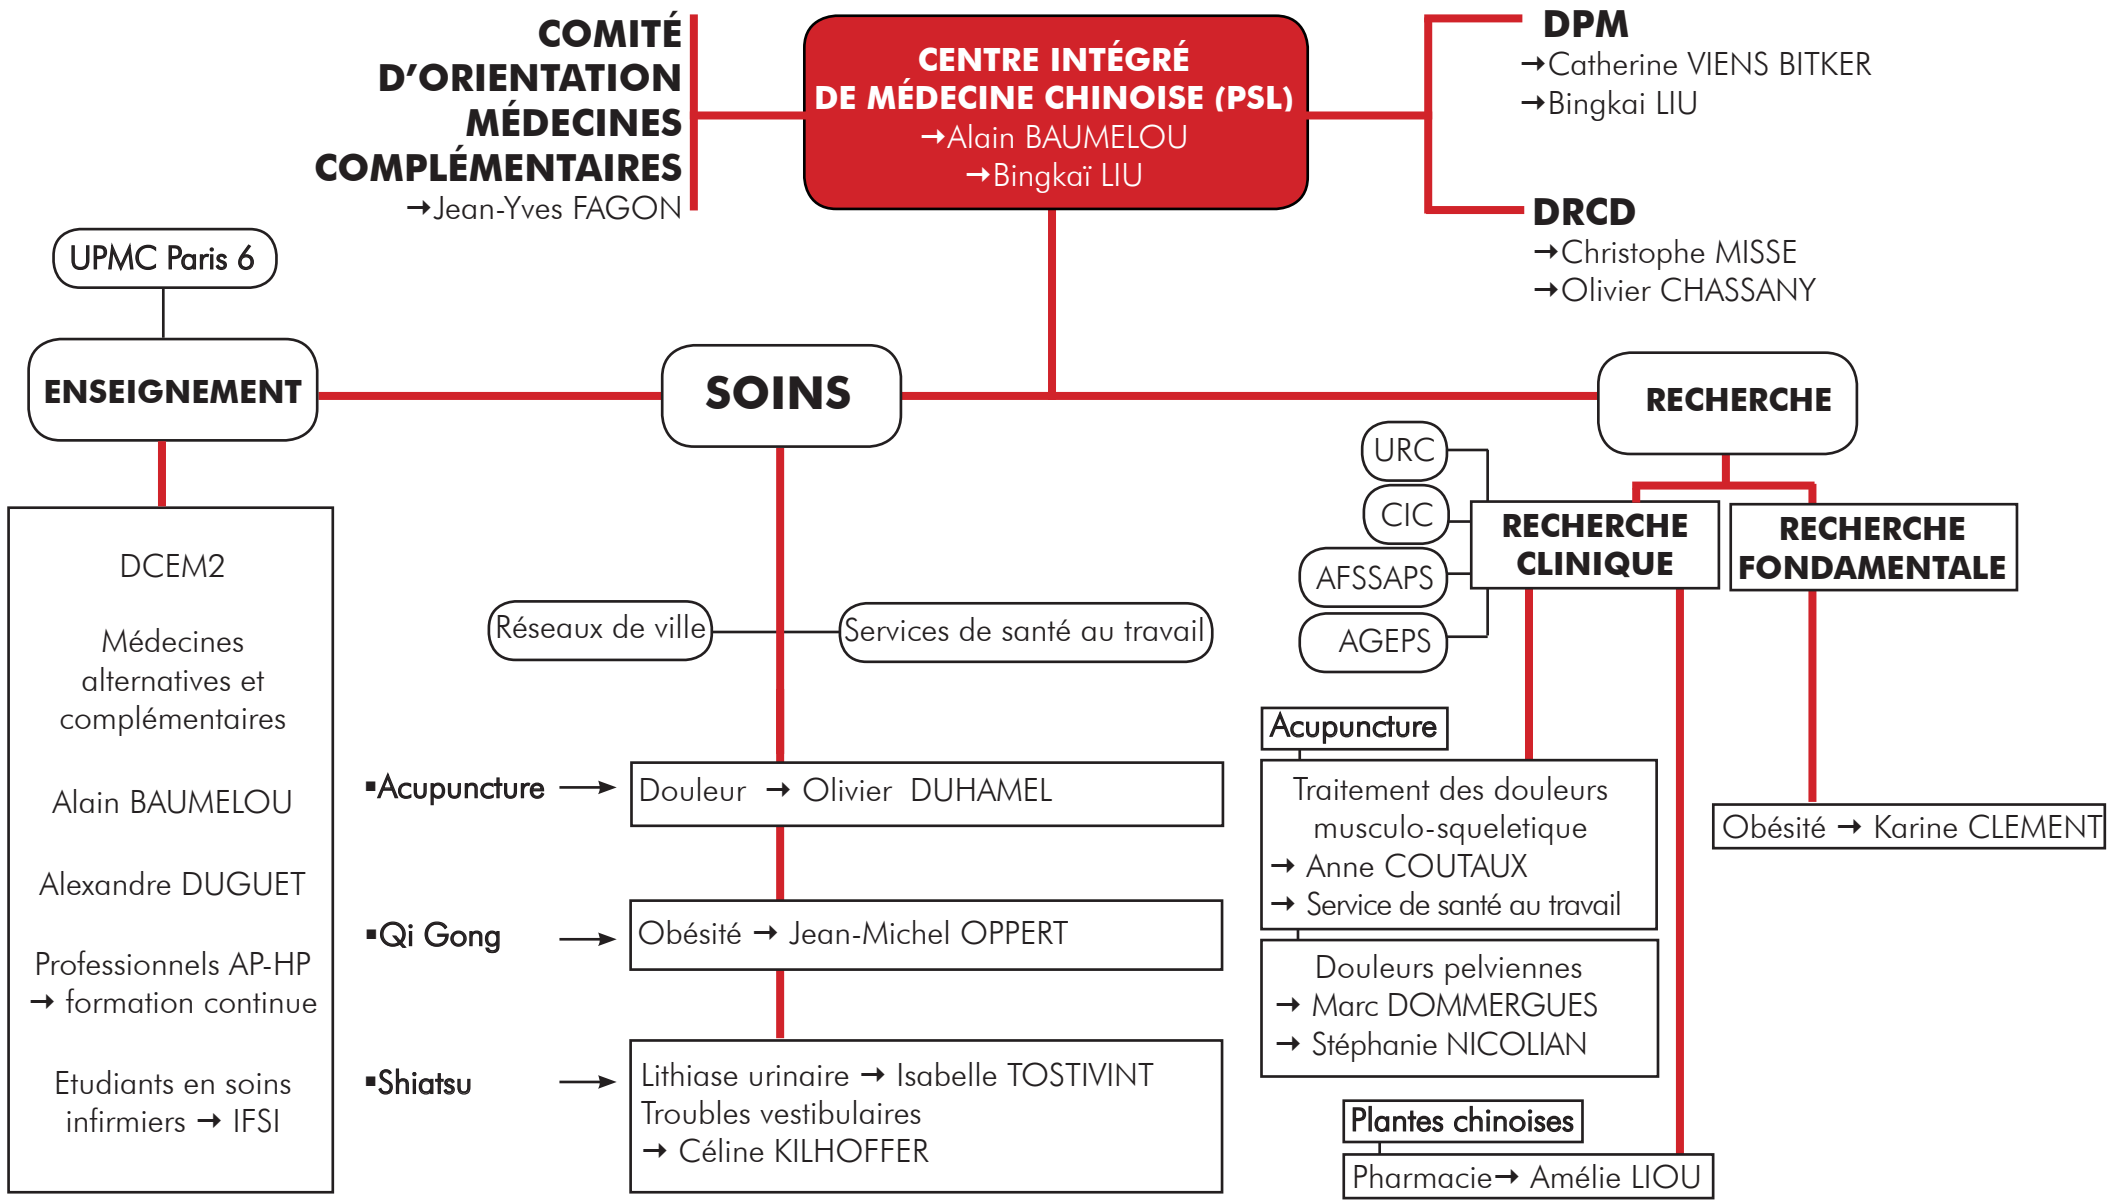 COMITÉ
D'ORIENTATION
MÉDECINES
COMPLÉMENTAIRES
→Jean-Yves FAGON
CENTRE INTÉGRÉ
DE MÉDECINE CHINOISE (PSL)
→Alain BAUMELOU
→Bingkaï LIU
DPM
→Catherine VIENS BITKER
→Bingkai LIU
DRCD
→Christophe MISSE
→Olivier CHASSANY
UPMC Paris 6
ENSEIGNEMENT
SOINS
RECHERCHE
DCEM2
Médecines
alternatives et
complémentaires
Alain BAUMELOU
Alexandre DUGUET
Professionnels AP-HP
→ formation continue
Etudiants en soins
infirmiers → IFSI
Réseaux de ville
Services de santé au travail
▪Acupuncture → Douleur → Olivier DUHAMEL
▪Qi Gong → Obésité → Jean-Michel OPPERT
▪Shiatsu → Lithiase urinaire → Isabelle TOSTIVINT
Troubles vestibulaires
→ Céline KILHOFFER
URC
CIC
AFSSAPS
AGEPS
RECHERCHE
CLINIQUE
RECHERCHE
FONDAMENTALE
Acupuncture
Traitement des douleurs
musculo-squeletique
→ Anne COUTAUX
→ Service de santé au travail
Douleurs pelviennes
→ Marc DOMMERGUES
→ Stéphanie NICOLIAN
Plantes chinoises
Pharmacie→ Amélie LIOU
Obésité → Karine CLEMENT